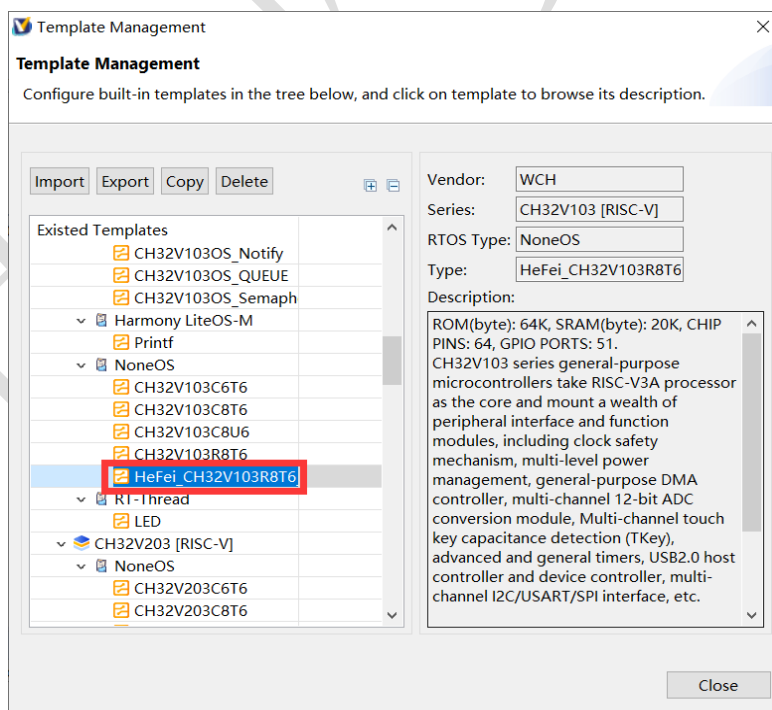 Template Management
Template Management
Configure built-in templates in the tree below, and click on template to browse its description.
Import Export Copy Delete
Existed Templates
CH32V103OS_Notify
CH32V103OS_QUEUE
CH32V103OS_Semaph
Harmony LiteOS-M
Printf
NoneOS
CH32V103C6T6
CH32V103C8T6
CH32V103C8U6
CH32V103R8T6
HeFei_CH32V103R8T6
RT-Thread
LED
CH32V203 [RISC-V]
NoneOS
CH32V203C6T6
CH32V203C8T6
Vendor: WCH
Series: CH32V103 [RISC-V]
RTOS Type: NoneOS
Type: HeFei_CH32V103R8T6
Description:
ROM(byte): 64K, SRAM(byte): 20K, CHIP
PINS: 64, GPIO PORTS: 51.
CH32V103 series general-purpose
microcontrollers take RISC-V3A processor
as the core and mount a wealth of
peripheral interface and function
modules, including clock safety
mechanism, multi-level power
management, general-purpose DMA
controller, multi-channel 12-bit ADC
conversion module, Multi-channel touch
key capacitance detection (TKey),
advanced and general timers, USB2.0 host
controller and device controller, multi-
channel I2C/USART/SPI interface, etc.
Close